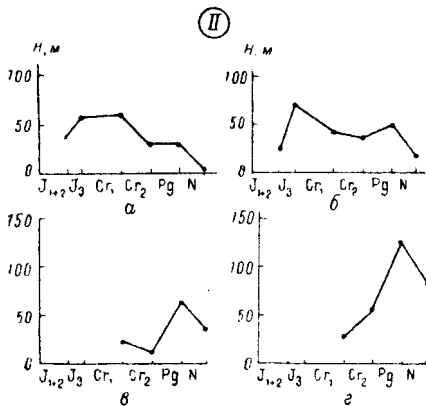 II
H, м
100
50
0
J₁₊₂ J₃ Cr₁ Cr₂ Pg N
а
H, м
100
50
0
J₁₊₂ J₃ Cr₁ Cr₂ Pg N
б
150
100
50
0
J₁₊₂ J₃ Cr₁ Cr₂ Pg N
в
150
100
50
0
J₁₊₂ J₃ Cr₁ Cr₂ Pg N
г